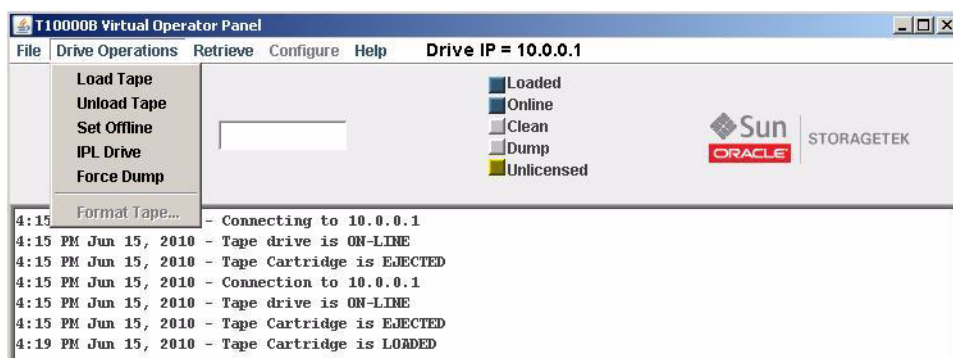 T10000B Virtual Operator Panel
File Drive Operations Retrieve Configure Help Drive IP = 10.0.0.1
Load Tape
Unload Tape
Set Offline
IPL Drive
Force Dump
Format Tape...
Loaded
Online
Clean
Dump
Unlicensed
Sun
ORACLE
STORAGETEK
4:15 - Connecting to 10.0.0.1
4:15 PM Jun 15, 2010 - Tape drive is ON-LINE
4:15 PM Jun 15, 2010 - Tape Cartridge is EJECTED
4:15 PM Jun 15, 2010 - Connection to 10.0.0.1
4:15 PM Jun 15, 2010 - Tape drive is ON-LINE
4:15 PM Jun 15, 2010 - Tape Cartridge is EJECTED
4:19 PM Jun 15, 2010 - Tape Cartridge is LOADED